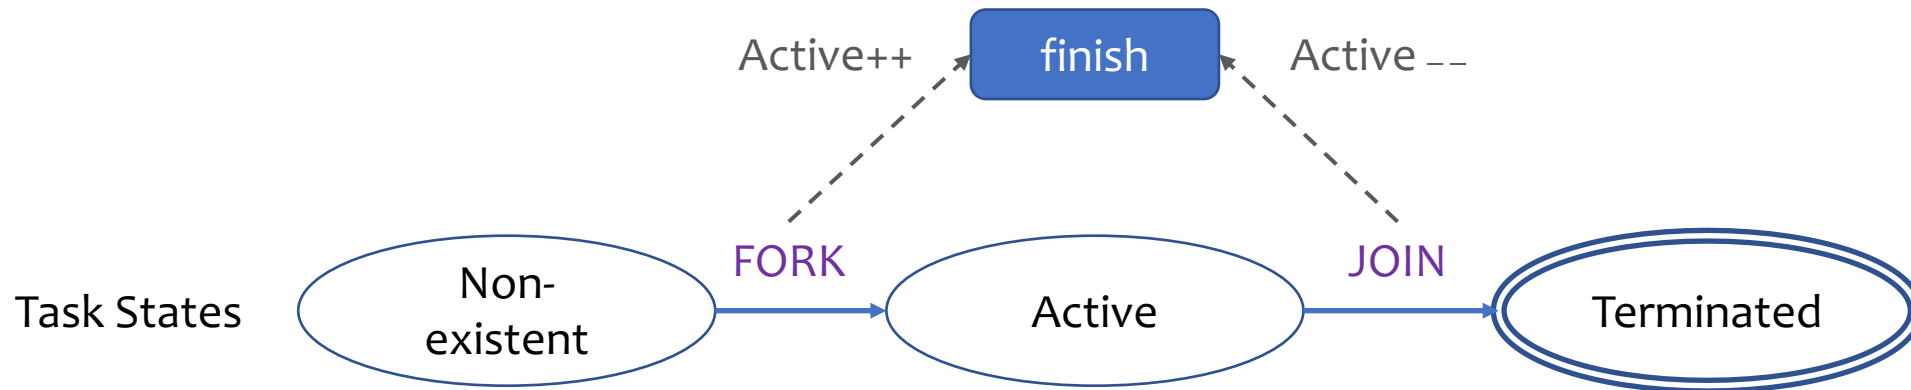 Active++
finish
Active --
FORK
JOIN
Task States
Non-
existent
Active
Terminated